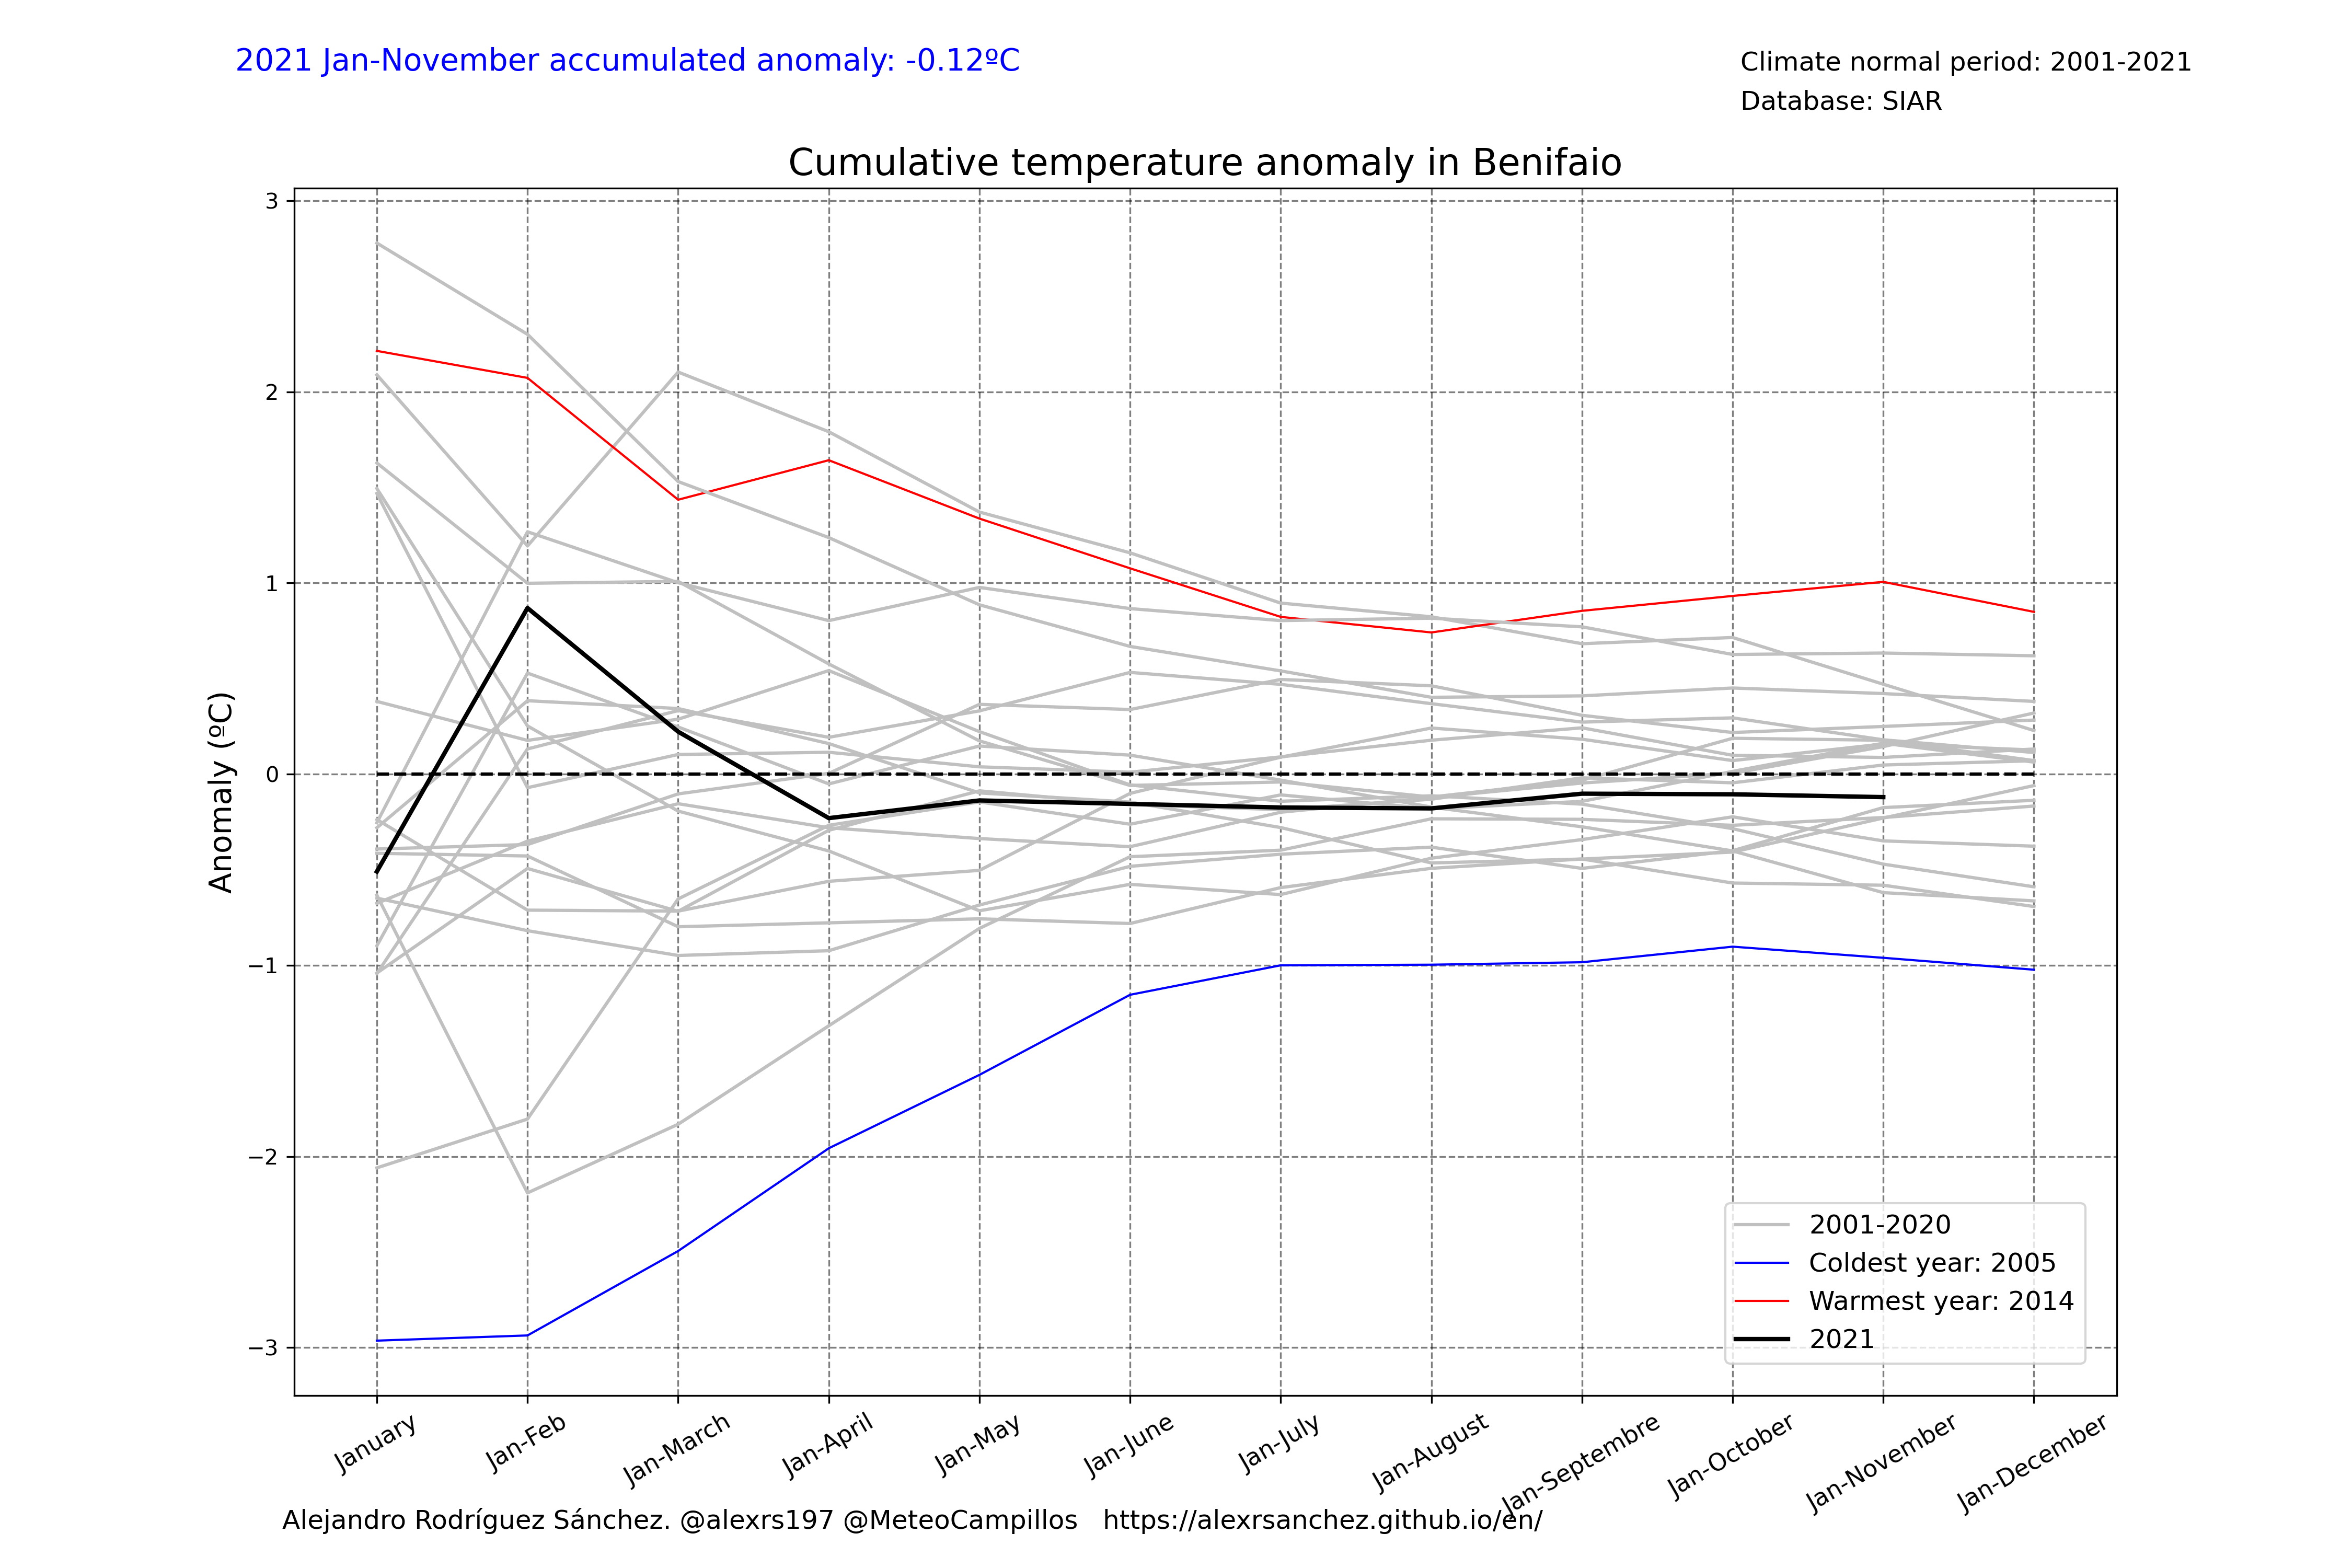 2021 Jan-November accumulated anomaly: -0.12ºC
Climate normal period: 2001-2021
Database: SIAR
Cumulative temperature anomaly in Benifaio
Anomaly (ºC)
3
2
1
0
−1
−2
−3
January
Jan-Feb
Jan-March
Jan-April
Jan-May
Jan-June
Jan-July
Jan-August
Jan-Septembre
Jan-October
Jan-November
Jan-December
2001-2020
Coldest year: 2005
Warmest year: 2014
2021
Alejandro Rodríguez Sánchez. @alexrs197 @MeteoCampillos   https://alexrsanchez.github.io/en/